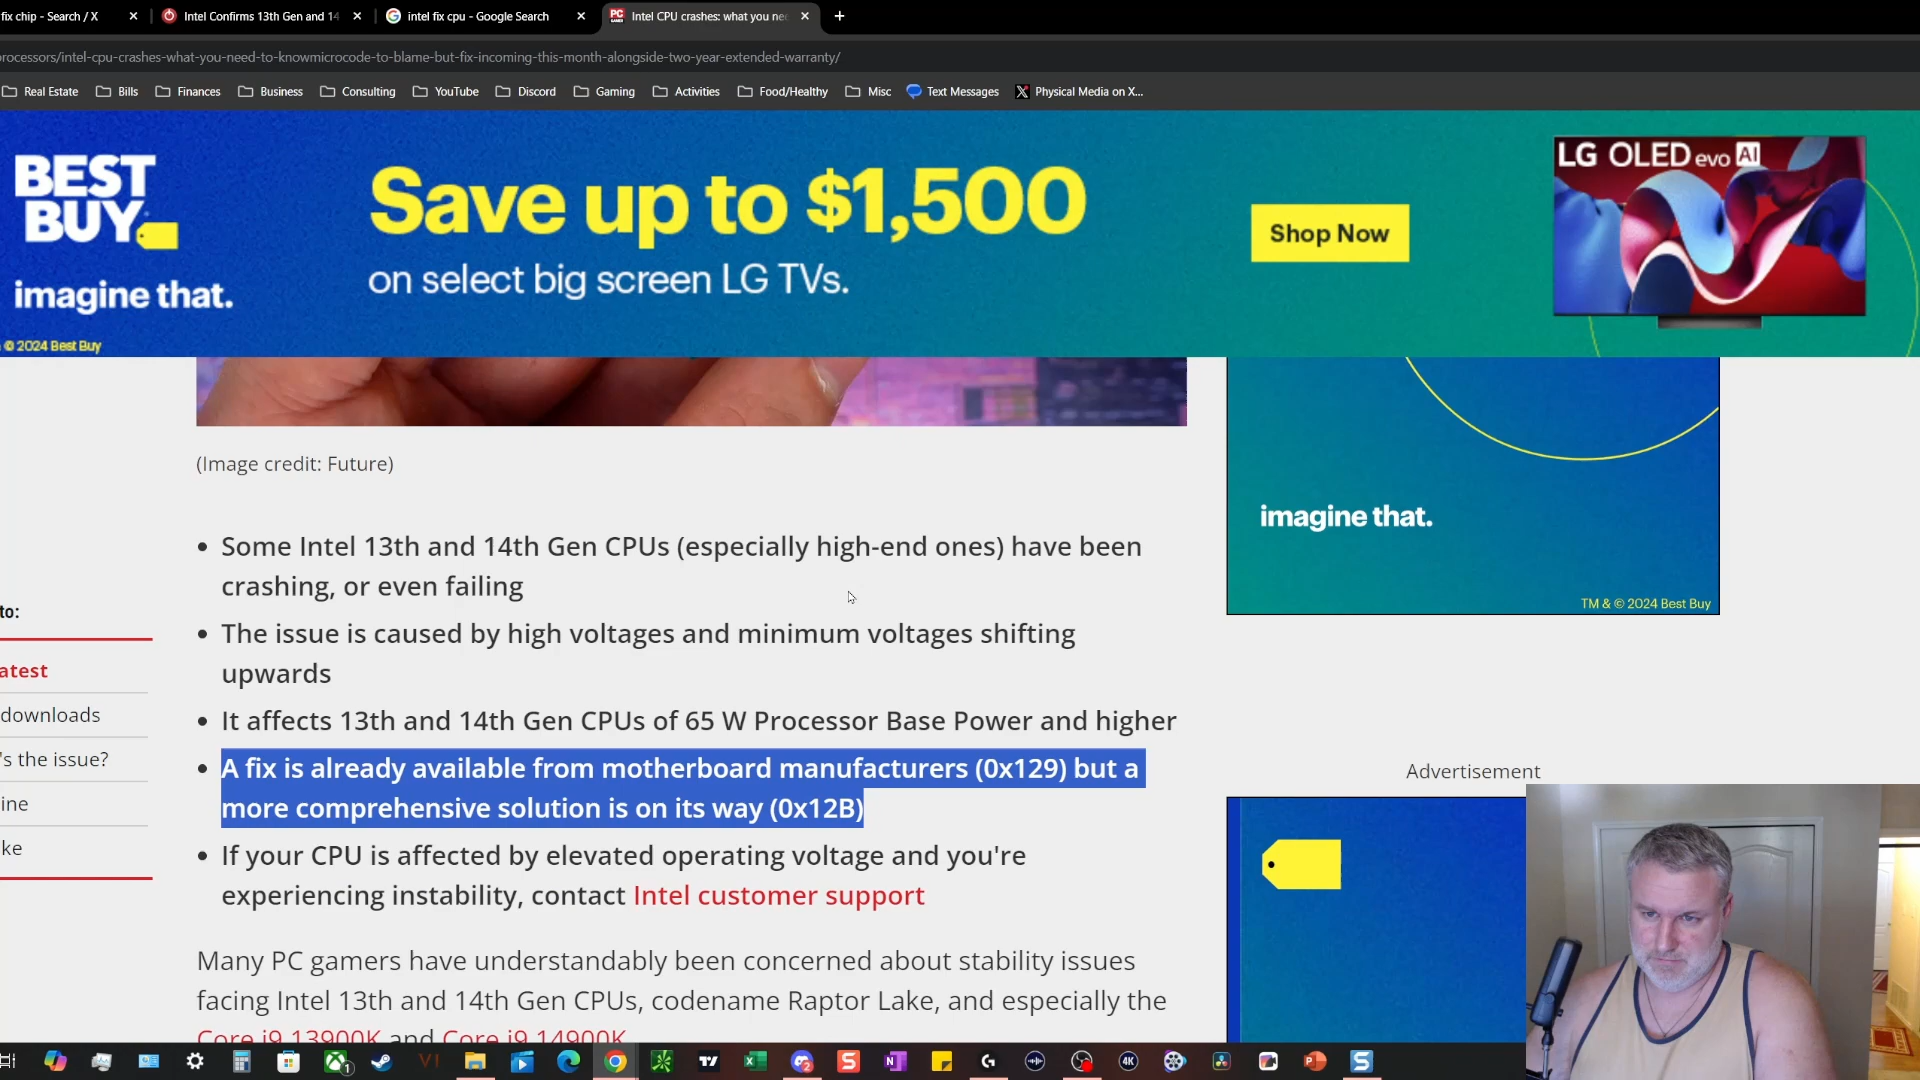 fix chip - Search / X
Intel Confirms 13th Gen and 14
intel fix cpu - Google Search
Intel CPU crashes: what you nee
rocessors/intel-cpu-crashes-what-you-need-to-knowmicrocode-to-blame-but-fix-incoming-this-month-alongside-two-year-extended-warranty/
Real Estate Bills Finances Business Consulting YouTube Discord Gaming Activities Food/Healthy Misc Text Messages Physical Media on X...
BEST
BUY
imagine that.
© 2024 Best Buy
Save up to $1,500
on select big screen LG TVs.
Shop Now
LG OLED evo AI
(Image credit: Future)
• Some Intel 13th and 14th Gen CPUs (especially high-end ones) have been
crashing, or even failing
• The issue is caused by high voltages and minimum voltages shifting
upwards
• It affects 13th and 14th Gen CPUs of 65 W Processor Base Power and higher
• A fix is already available from motherboard manufacturers (0x129) but a
more comprehensive solution is on its way (0x12B)
• If your CPU is affected by elevated operating voltage and you're
experiencing instability, contact Intel customer support
Many PC gamers have understandably been concerned about stability issues
facing Intel 13th and 14th Gen CPUs, codename Raptor Lake, and especially the
Core i9 13900K and Core i9 14900K
to:
atest
downloads
's the issue?
ine
ke
imagine that.
TM & © 2024 Best Buy
Advertisement